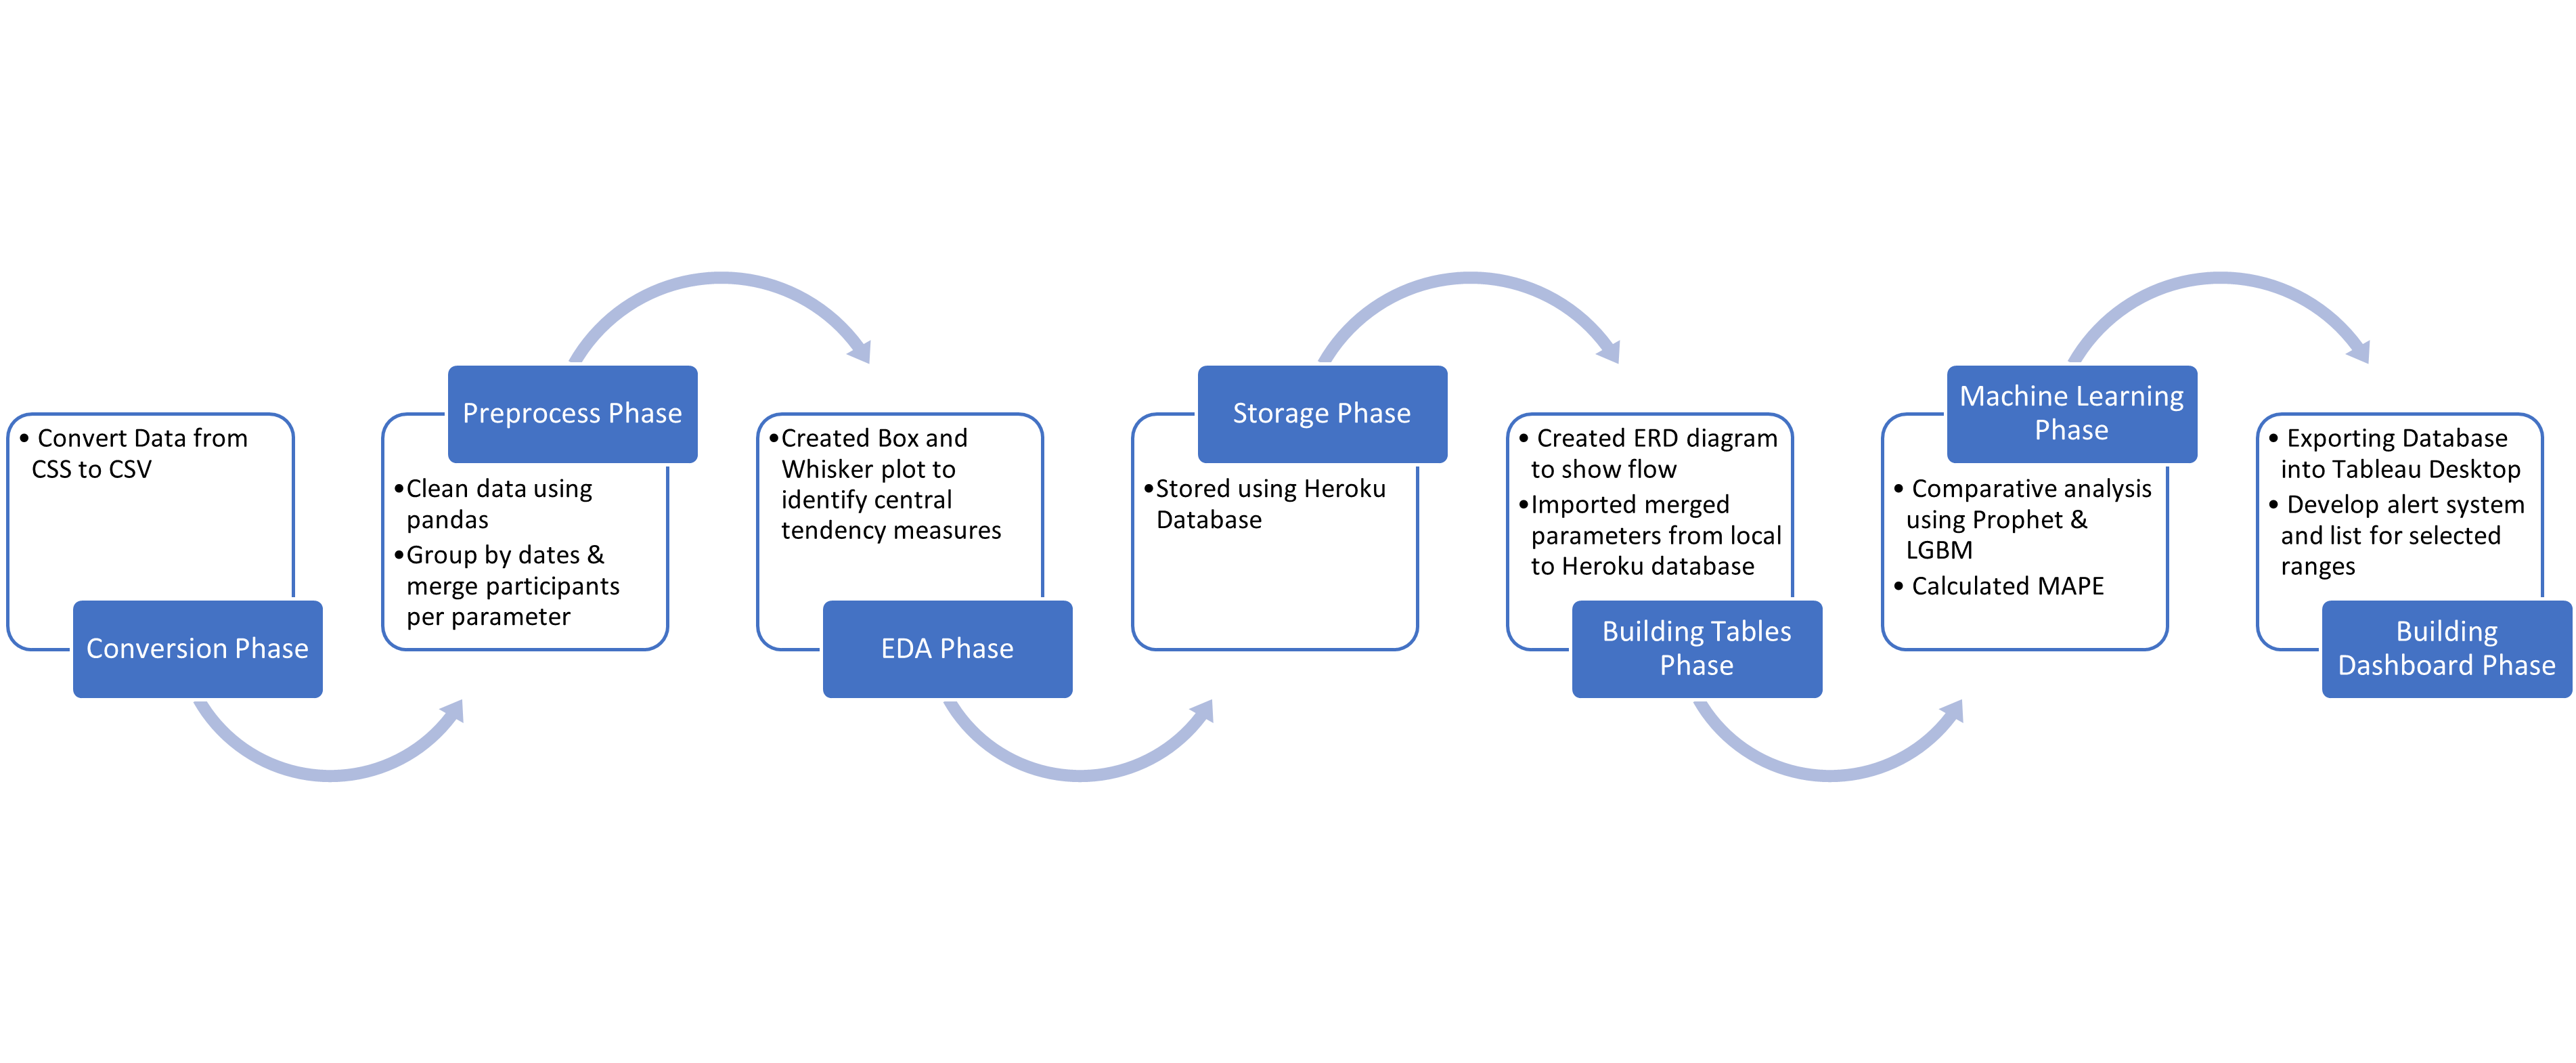 • Convert Data from
CSS to CSV
Conversion Phase
Preprocess Phase
•Clean data using
pandas
•Group by dates &
merge participants
per parameter
•Created Box and
Whisker plot to
identify central
tendency measures
EDA Phase
Storage Phase
•Stored using Heroku
Database
• Created ERD diagram
to show flow
•Imported merged
parameters from local
to Heroku database
Building Tables
Phase
Machine Learning
Phase
• Comparative analysis
using Prophet &
LGBM
• Calculated MAPE
• Exporting Database
into Tableau Desktop
• Develop alert system
and list for selected
ranges
Building
Dashboard Phase